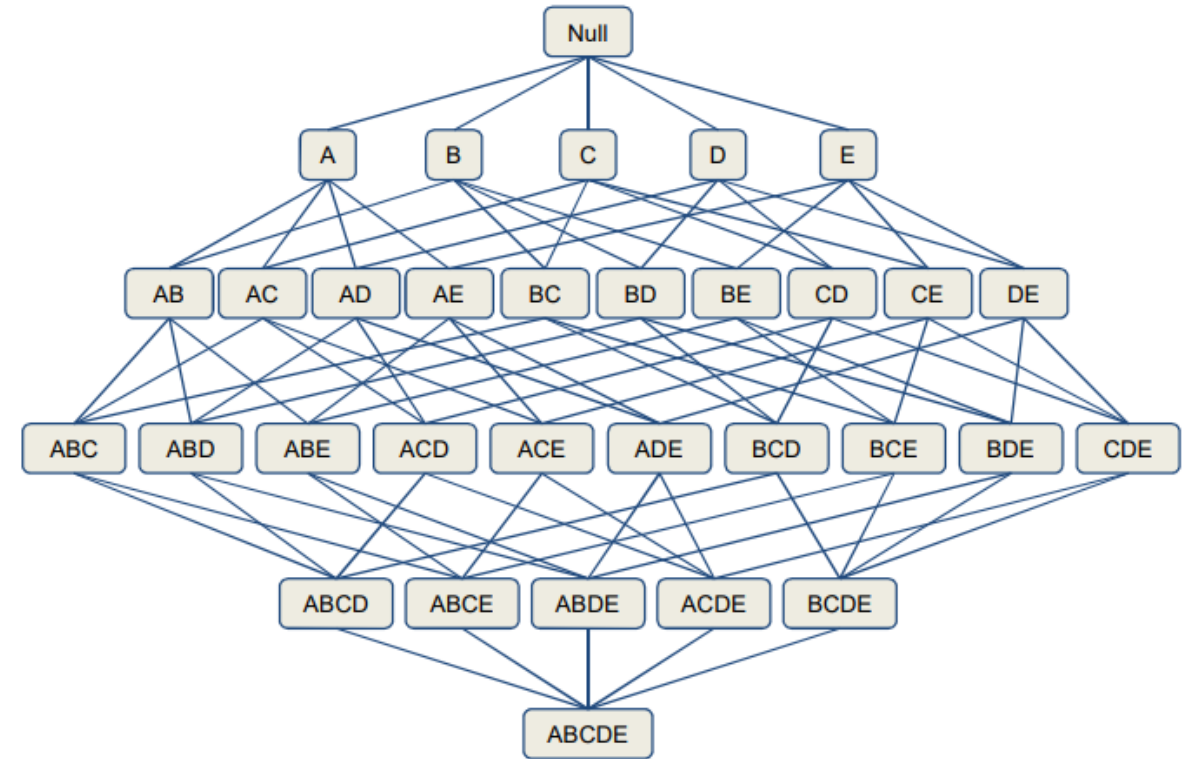 Null
A B C D E
AB AC AD AE BC BD BE CD CE DE
ABC ABD ABE ACD ACE ADE BCD BCE BDE CDE
ABCD ABCE ABDE ACDE BCDE
ABCDE